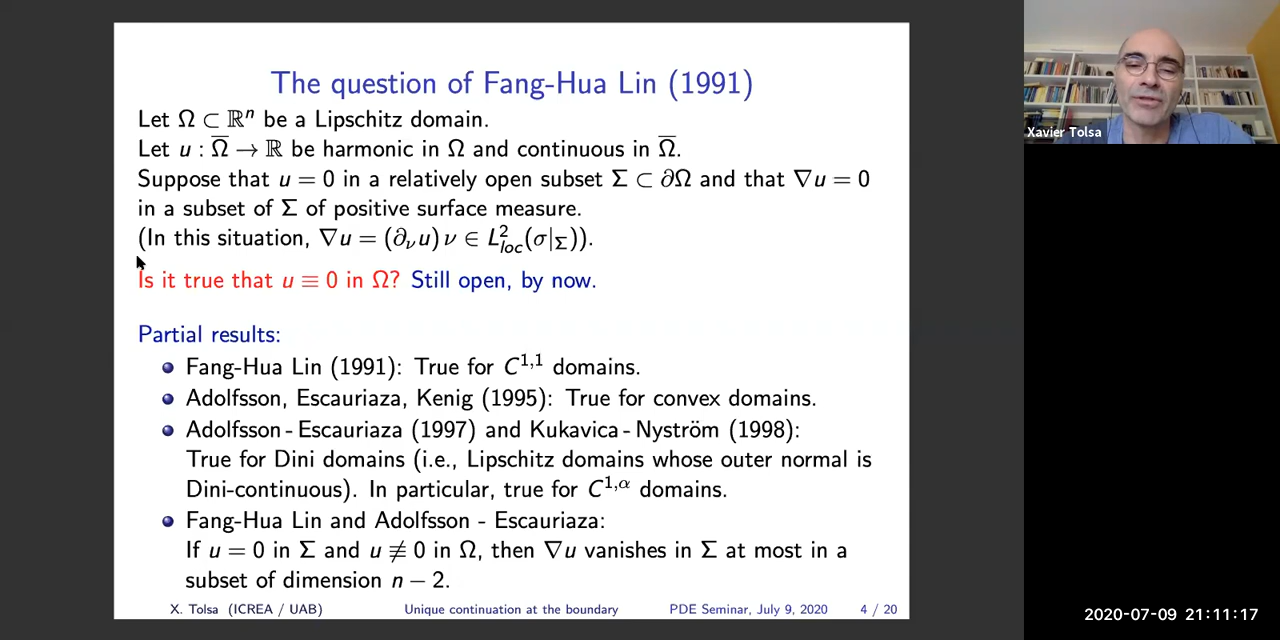 The question of Fang-Hua Lin (1991)
Let Ω ⊂ ℝⁿ be a Lipschitz domain.
Let u : Ω̅ → ℝ be harmonic in Ω and continuous in Ω̅.
Suppose that u = 0 in a relatively open subset Σ ⊂ ∂Ω and that ∇u = 0
in a subset of Σ of positive surface measure.
(In this situation, ∇u = (∂_ν u) ν ∈ L²_loc(σ|_Σ)).
Is it true that u ≡ 0 in Ω? Still open, by now.
Partial results:
Fang-Hua Lin (1991): True for C^{1,1} domains.
Adolfsson, Escauriaza, Kenig (1995): True for convex domains.
Adolfsson - Escauriaza (1997) and Kukavica - Nyström (1998):
True for Dini domains (i.e., Lipschitz domains whose outer normal is
Dini-continuous). In particular, true for C^{1,α} domains.
Fang-Hua Lin and Adolfsson - Escauriaza:
If u = 0 in Σ and u ≢ 0 in Ω, then ∇u vanishes in Σ at most in a
subset of dimension n − 2.
X. Tolsa (ICREA / UAB) Unique continuation at the boundary PDE Seminar, July 9, 2020 4 / 20
Xavier Tolsa
2020-07-09 21:11:17